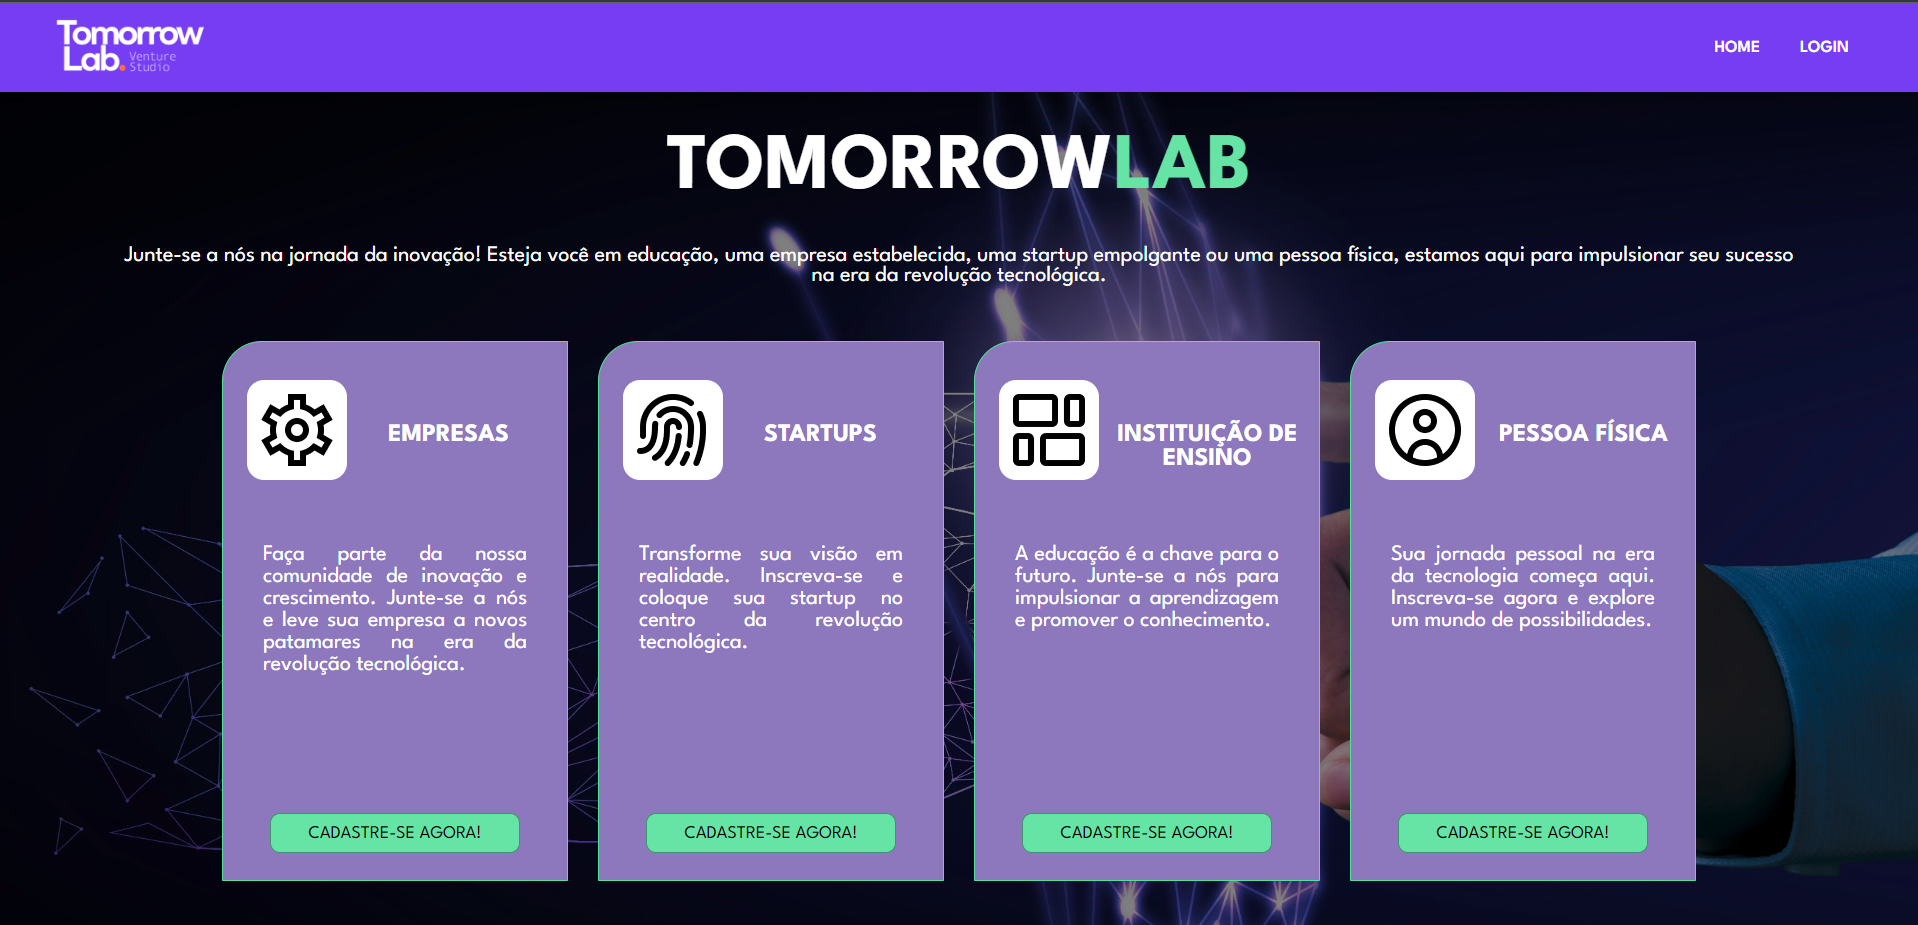 Tomorrow
Lab. Venture
Studio
HOME LOGIN
TOMORROWLAB
Junte-se a nós na jornada da inovação! Esteja você em educação, uma empresa estabelecida, uma startup empolgante ou uma pessoa física, estamos aqui para impulsionar seu sucesso
na era da revolução tecnológica.
EMPRESAS
Faça parte da nossa
comunidade de inovação e
crescimento. Junte-se a nós
e leve sua empresa a novos
patamares na era da
revolução tecnológica.
CADASTRE-SE AGORA!
STARTUPS
Transforme sua visão em
realidade. Inscreva-se e
coloque sua startup no
centro da revolução
tecnológica.
CADASTRE-SE AGORA!
INSTITUIÇÃO DE
ENSINO
A educação é a chave para o
futuro. Junte-se a nós para
impulsionar a aprendizagem
e promover o conhecimento.
CADASTRE-SE AGORA!
PESSOA FÍSICA
Sua jornada pessoal na era
da tecnologia começa aqui.
Inscreva-se agora e explore
um mundo de possibilidades.
CADASTRE-SE AGORA!